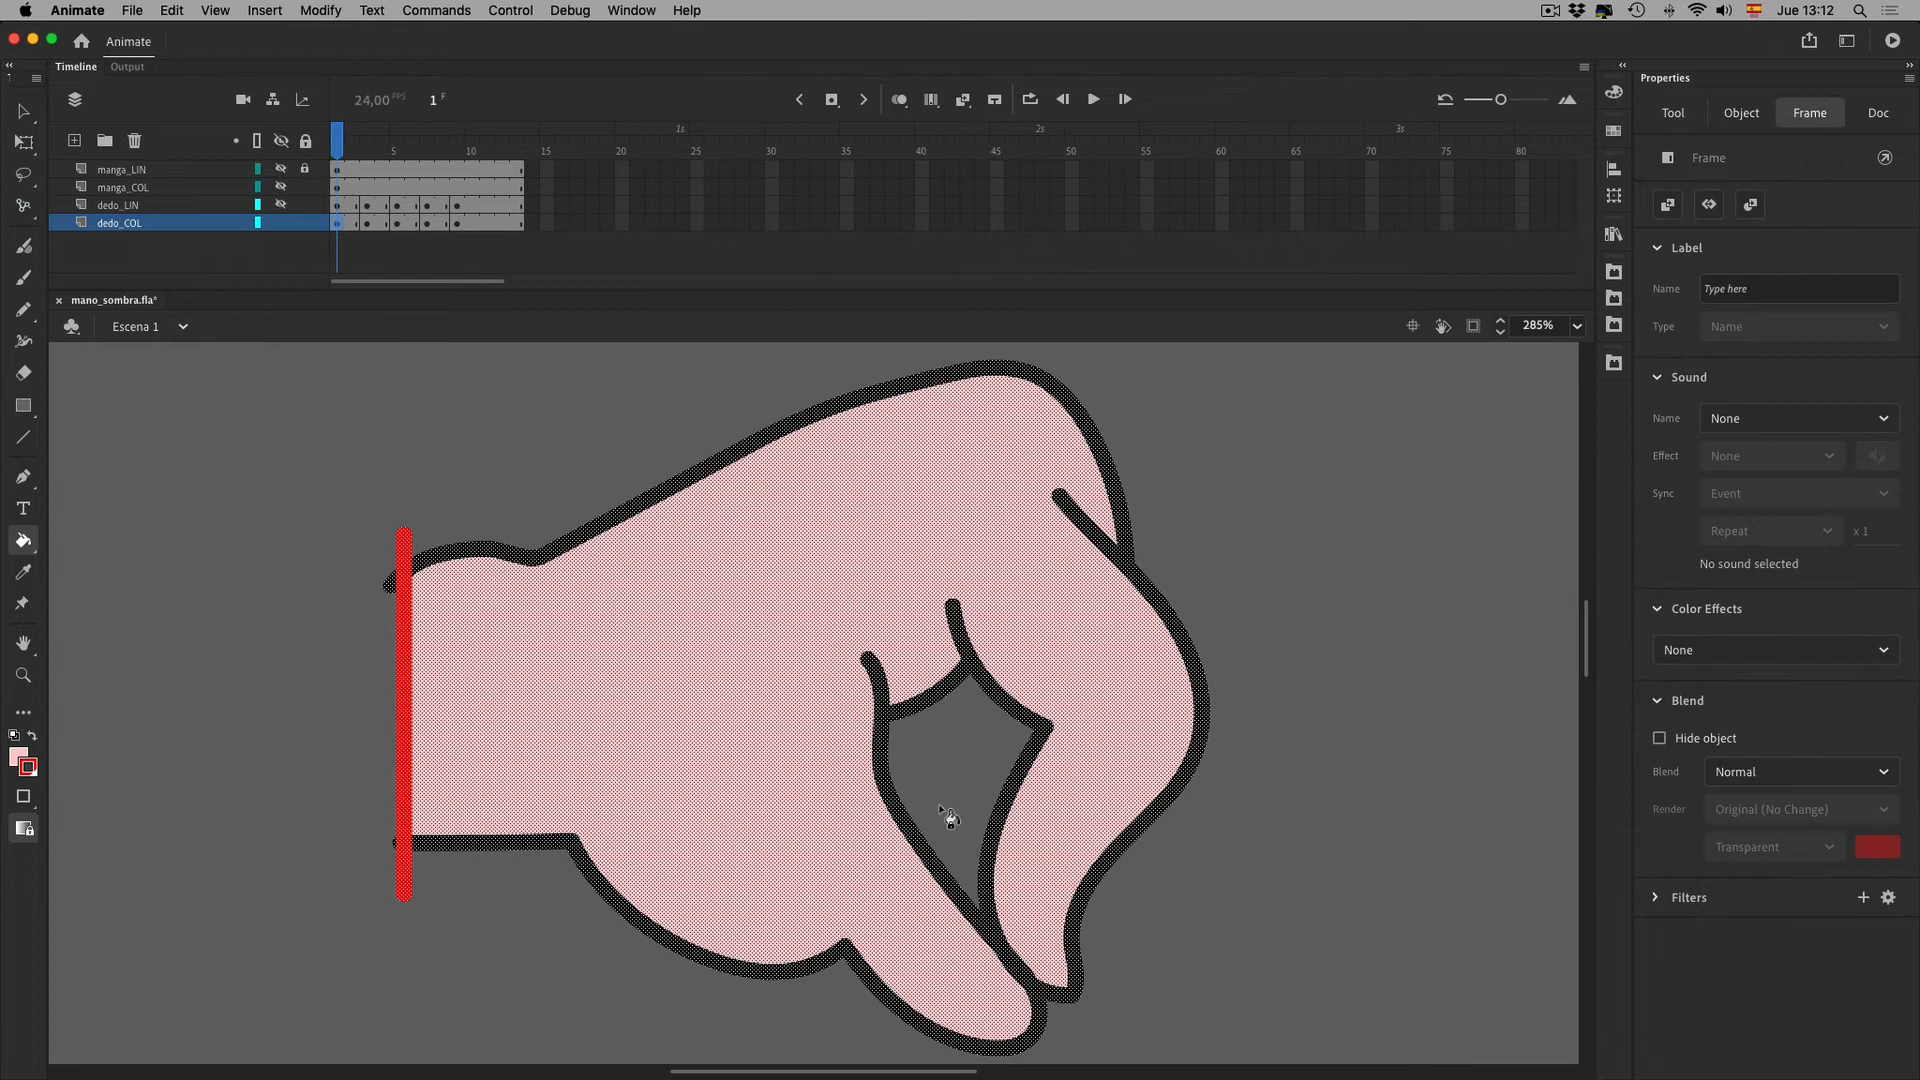 Animate File Edit View Insert Modify Text Commands Control Debug Window Help Jue 13:12
Animate
Timeline Output
Properties
24,00 FPS 1 F
Tool Object Frame Doc
1s 2s 3s
5 10 15 20 25 30 35 40 45 50 55 60 65 70 75 80
Frame
manga_LIN
manga_COL
dedo_LIN
dedo_COL
Label
Name Type here
mano_sombra.fla*
Escena 1
285%
Type Name
Sound
Name None
Effect None
Sync Event
Repeat x 1
No sound selected
Color Effects
None
Blend
Hide object
Blend Normal
Render Original (No Change)
Transparent
Filters